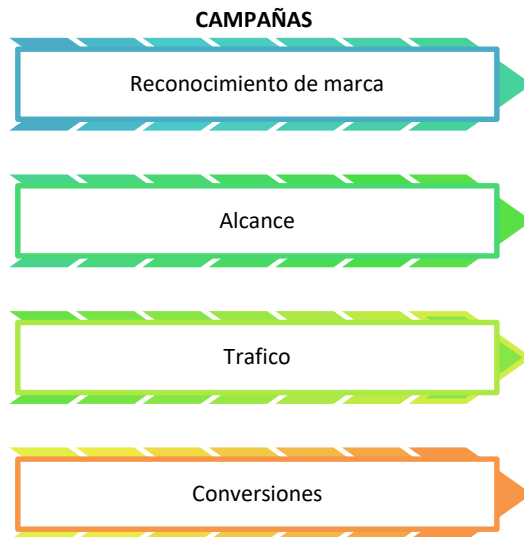 CAMPAÑAS
Reconocimiento de marca
Alcance
Trafico
Conversiones